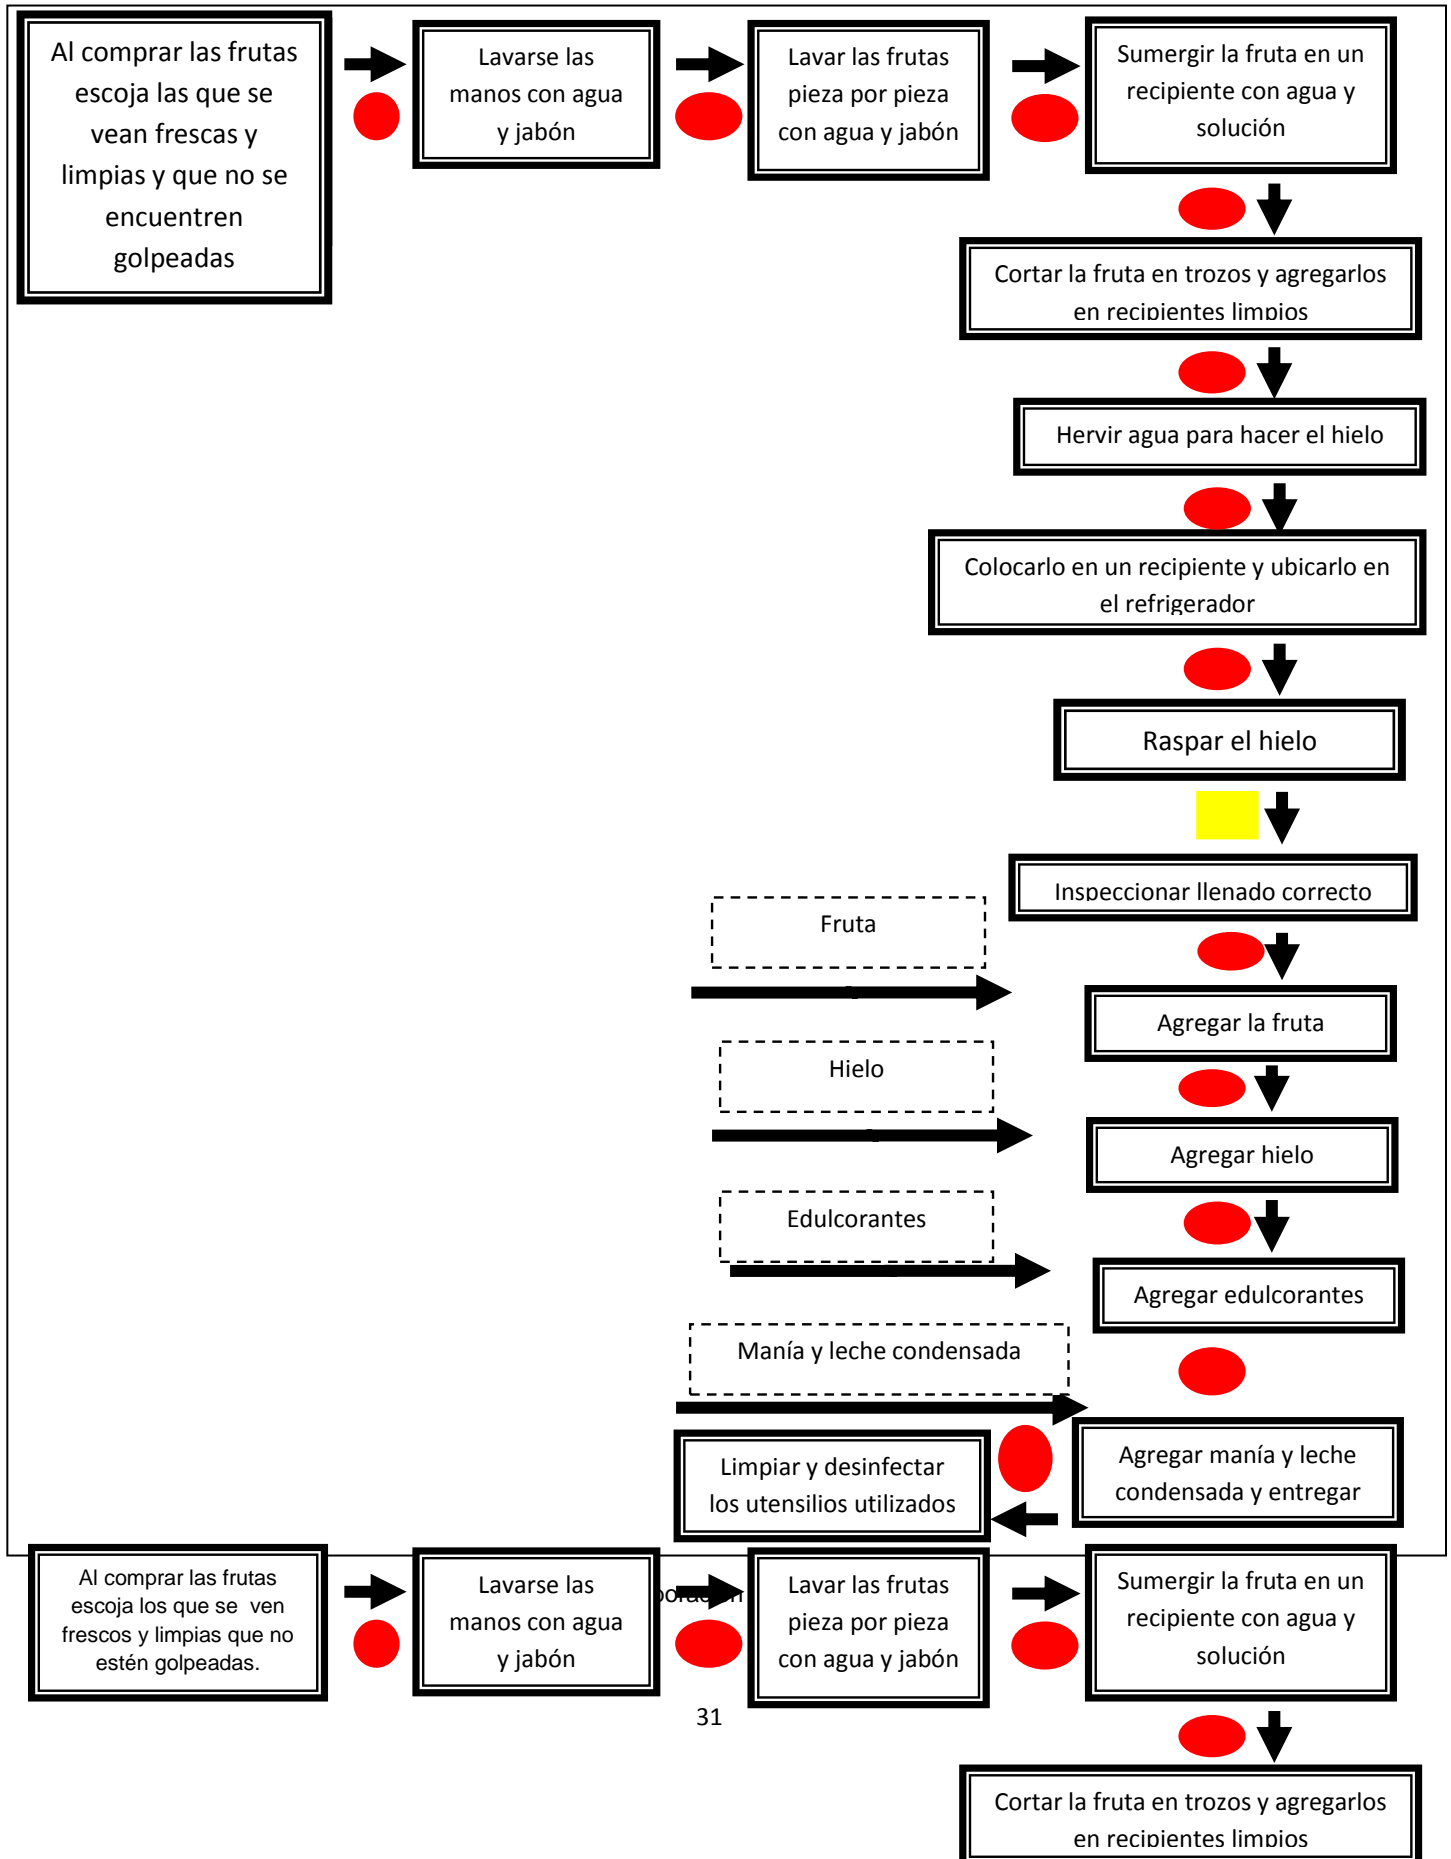 Al comprar las frutas
escoja las que se
vean frescas y
limpias y que no se
encuentren
golpeadas
Lavarse las
manos con agua
y jabón
Lavar las frutas
pieza por pieza
con agua y jabón
Sumergir la fruta en un
recipiente con agua y
solución
Cortar la fruta en trozos y agregarlos
en recipientes limpios
Hervir agua para hacer el hielo
Colocarlo en un recipiente y ubicarlo en
el refrigerador
Raspar el hielo
Inspeccionar llenado correcto
Fruta
Agregar la fruta
Hielo
Agregar hielo
Edulcorantes
Agregar edulcorantes
Manía y leche condensada
Agregar manía y leche
condensada y entregar
Limpiar y desinfectar
los utensilios utilizados
Al comprar las frutas
escoja los que se ven
frescos y limpias que no
estén golpeadas.
Lavarse las
manos con agua
y jabón
Lavar las frutas
pieza por pieza
con agua y jabón
Sumergir la fruta en un
recipiente con agua y
solución
31
Cortar la fruta en trozos y agregarlos
en recipientes limpios